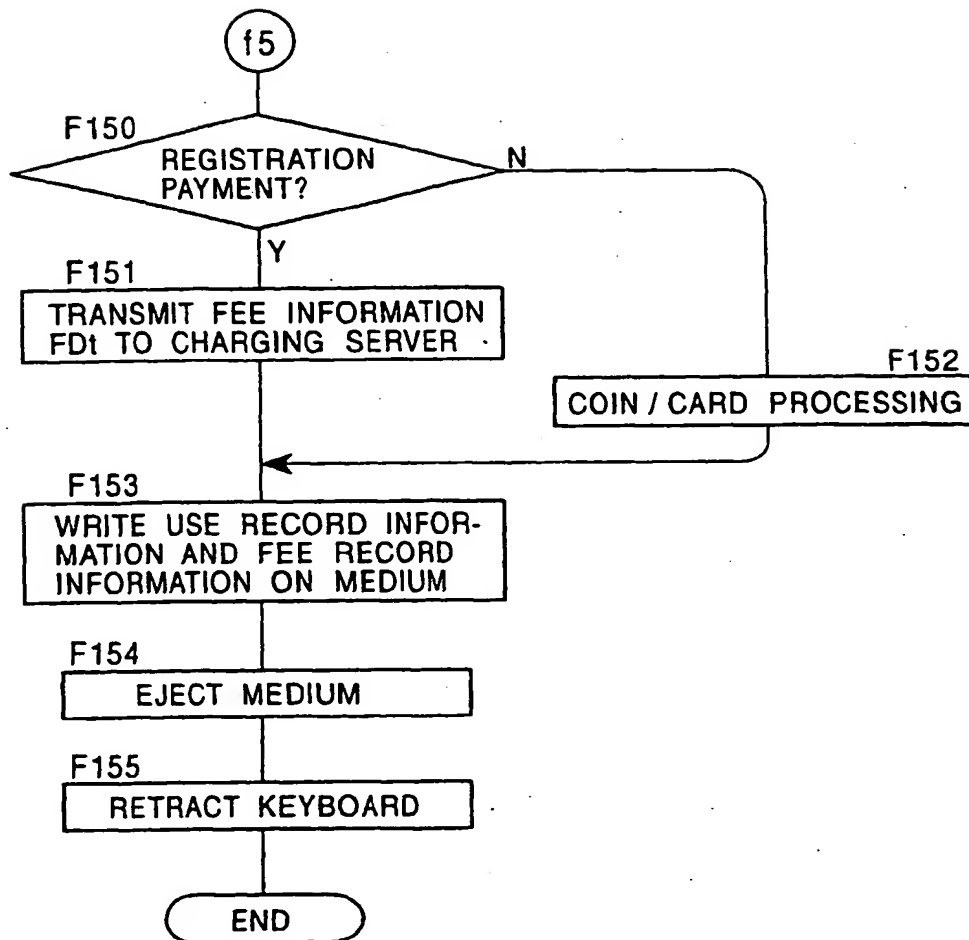 f5
F150
REGISTRATION
PAYMENT?
N
Y
F151
TRANSMIT FEE INFORMATION
FDt TO CHARGING SERVER
F152
COIN / CARD PROCESSING
F153
WRITE USE RECORD INFOR-
MATION AND FEE RECORD
INFORMATION ON MEDIUM
F154
EJECT MEDIUM
F155
RETRACT KEYBOARD
END